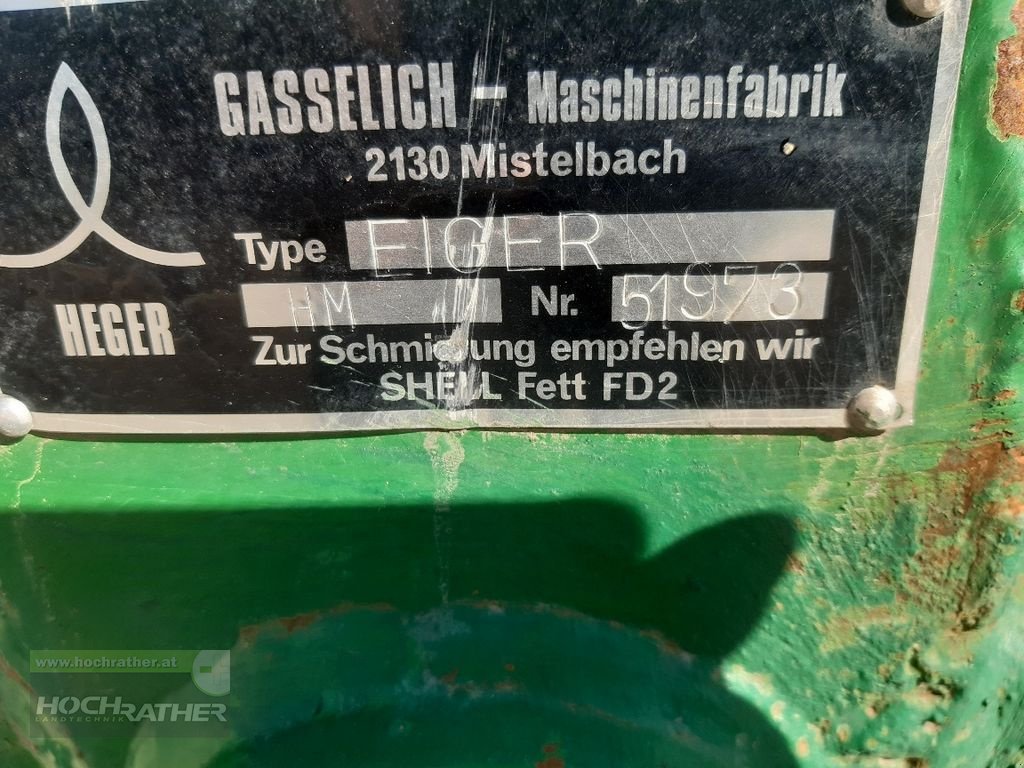 GASSELICH - Maschinenfabrik
2130 Mistelbach
Type EIGER
HM Nr. 51973
HEGER
Zur Schmierung empfehlen wir
SHELL Fett FD2
www.hochrather.at
HOCHRATHER
LANDTECHNIK